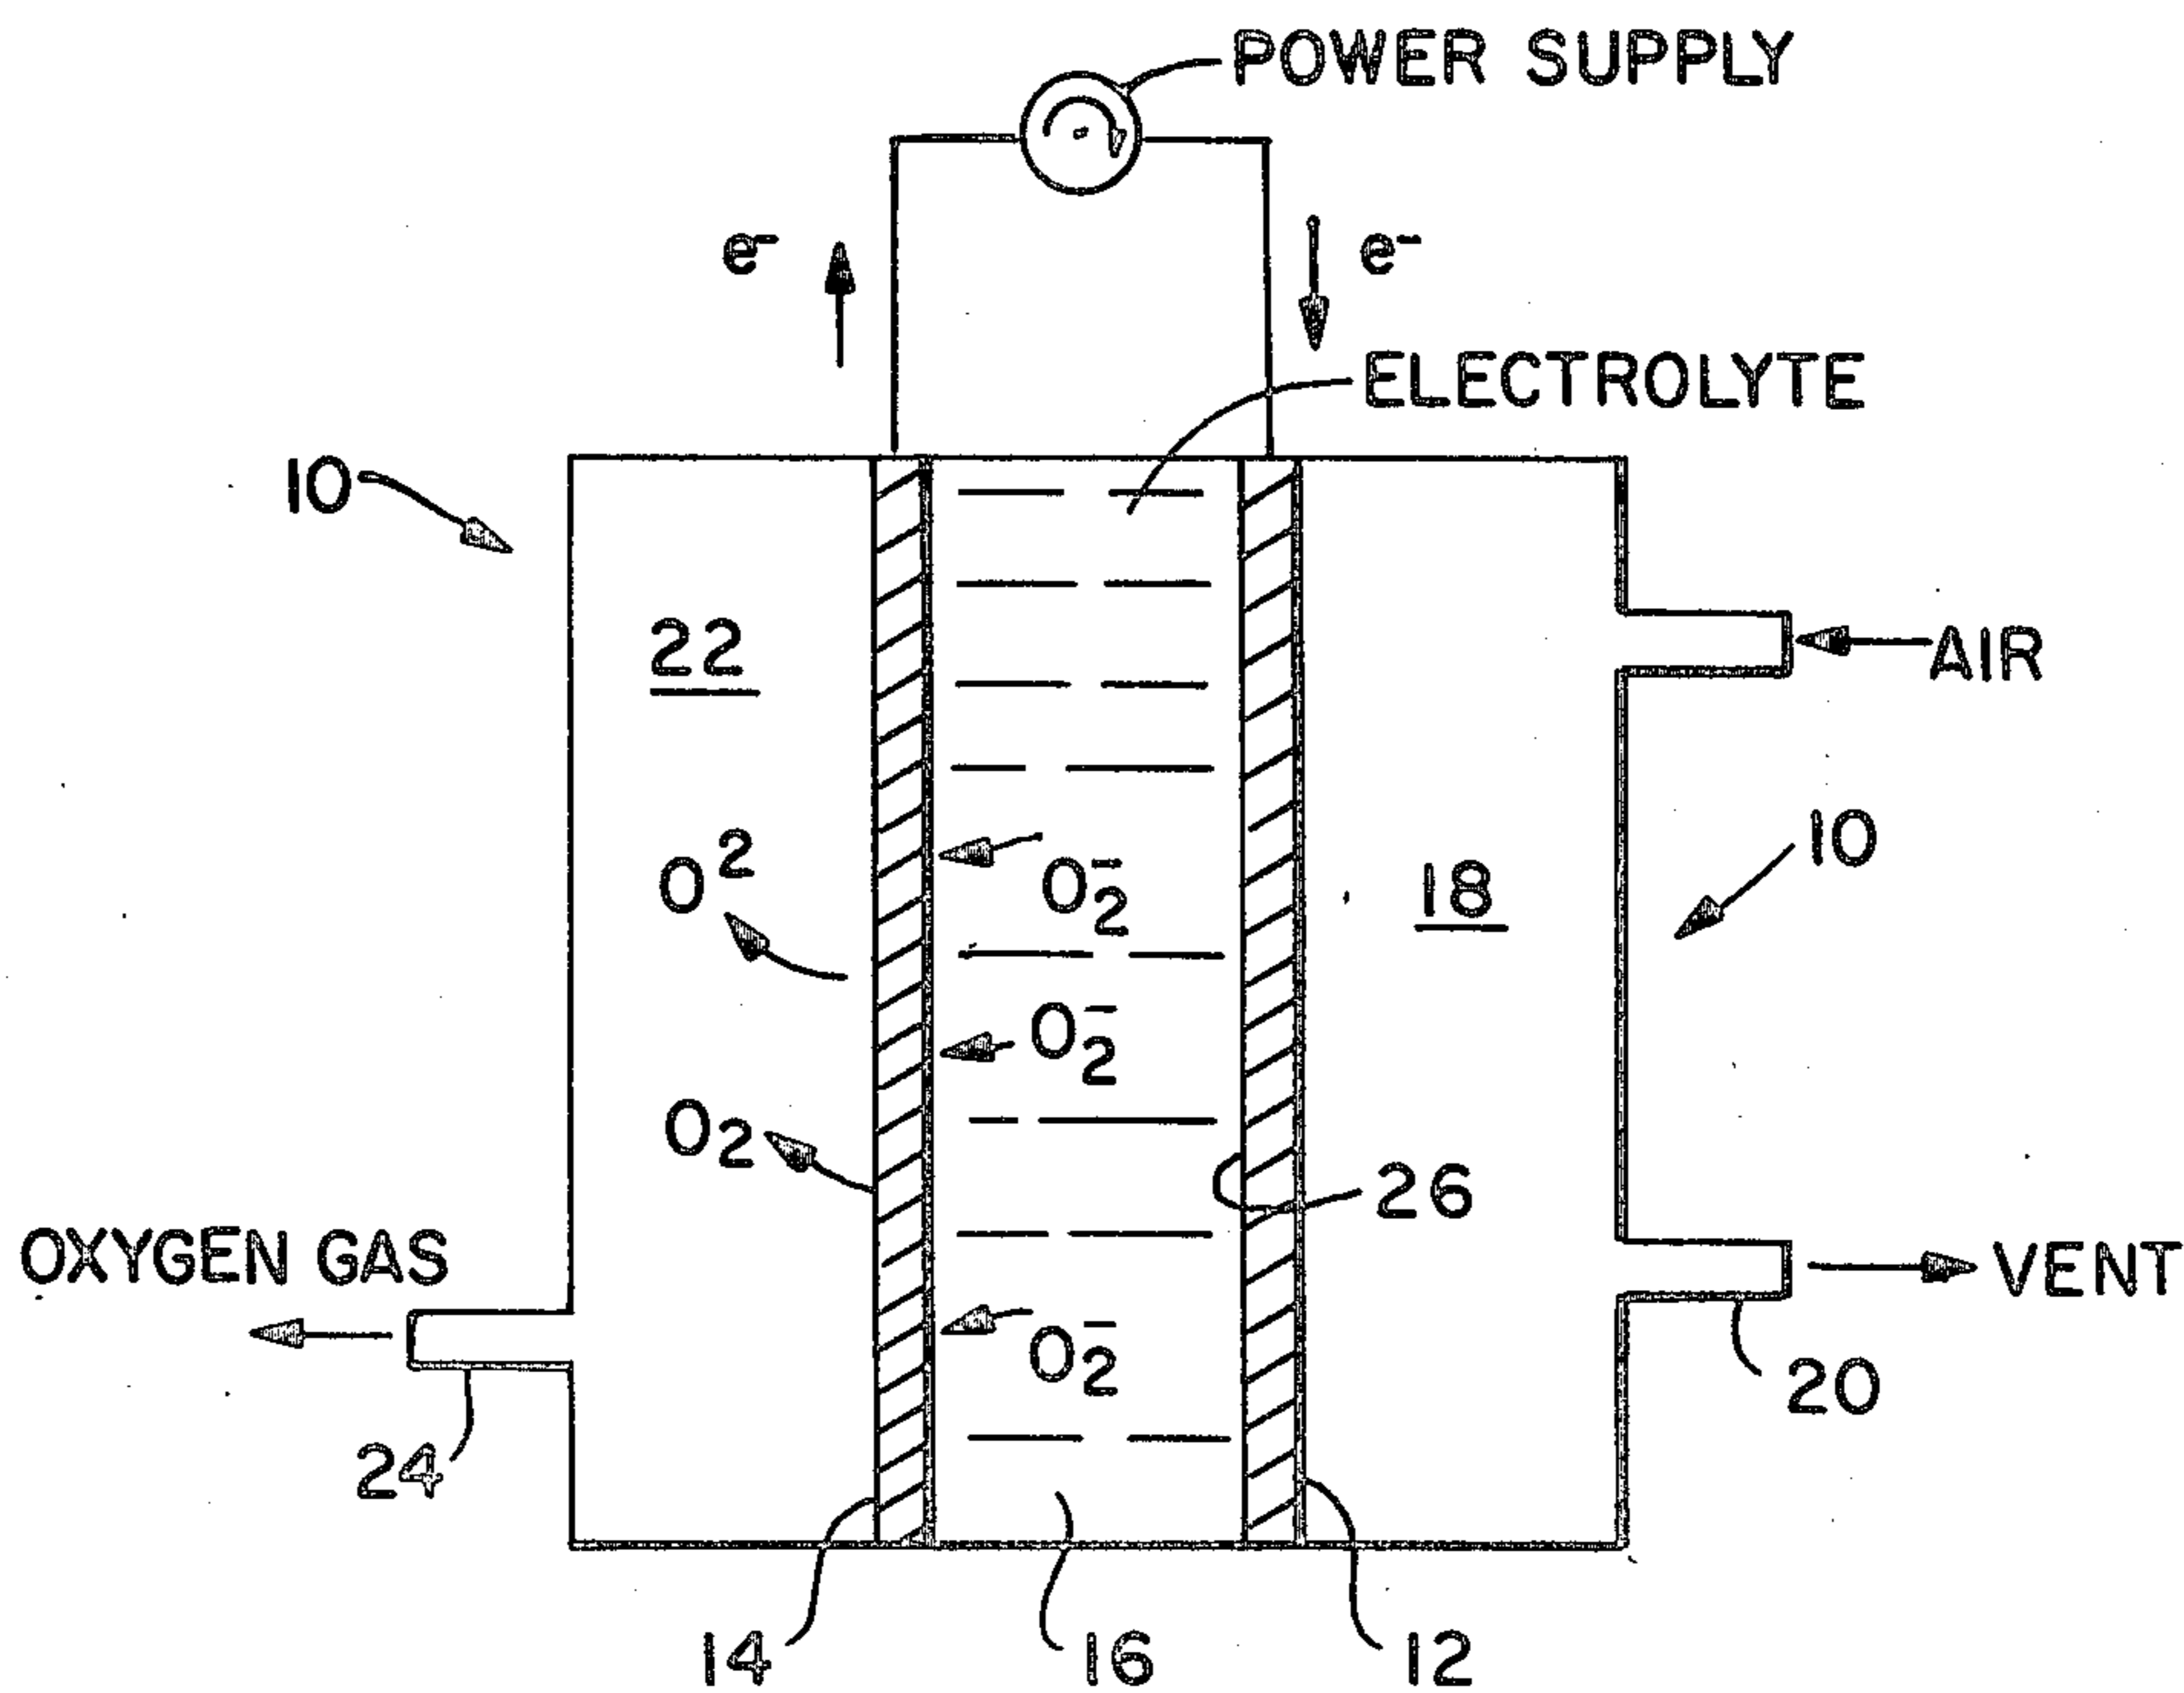 POWER SUPPLY
e⁻ e⁻
ELECTROLYTE
10
22
AIR
10
O² O₂⁻ 18
O₂⁻
O₂
26
OXYGEN GAS
VENT
O₂⁻
20
24
14 16 12